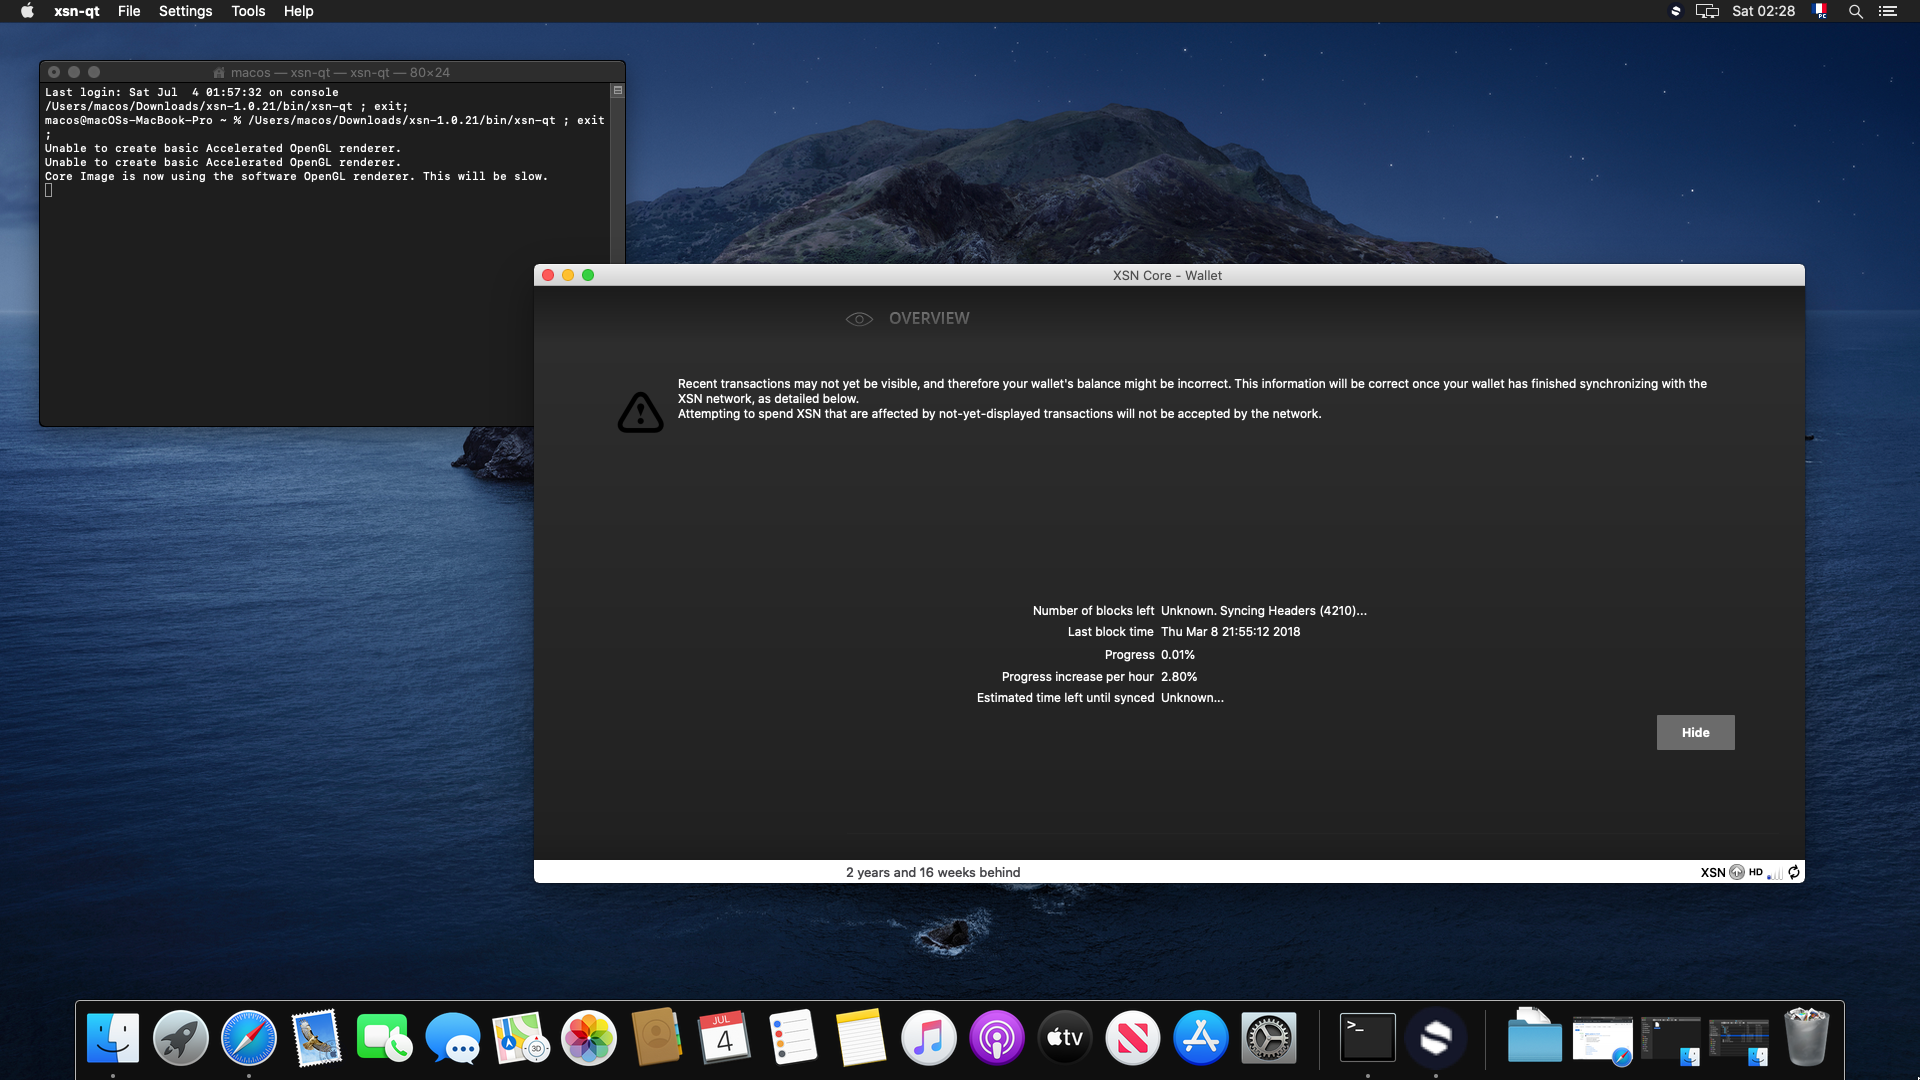 xsn-qt File Settings Tools Help
Sat 02:28
PC
macos — xsn-qt — xsn-qt — 80×24
Last login: Sat Jul  4 01:57:32 on console
/Users/macos/Downloads/xsn-1.0.21/bin/xsn-qt ; exit;
macos@macOSs-MacBook-Pro ~ % /Users/macos/Downloads/xsn-1.0.21/bin/xsn-qt ; exit
;
Unable to create basic Accelerated OpenGL renderer.
Unable to create basic Accelerated OpenGL renderer.
Core Image is now using the software OpenGL renderer. This will be slow.
XSN Core - Wallet
OVERVIEW
Recent transactions may not yet be visible, and therefore your wallet's balance might be incorrect. This information will be correct once your wallet has finished synchronizing with the
XSN network, as detailed below.
Attempting to spend XSN that are affected by not-yet-displayed transactions will not be accepted by the network.
Number of blocks left Unknown. Syncing Headers (4210)...
Last block time Thu Mar 8 21:55:12 2018
Progress 0.01%
Progress increase per hour 2.80%
Estimated time left until synced Unknown...
Hide
2 years and 16 weeks behind
XSN HD
3D
JUL
4
tv
>_